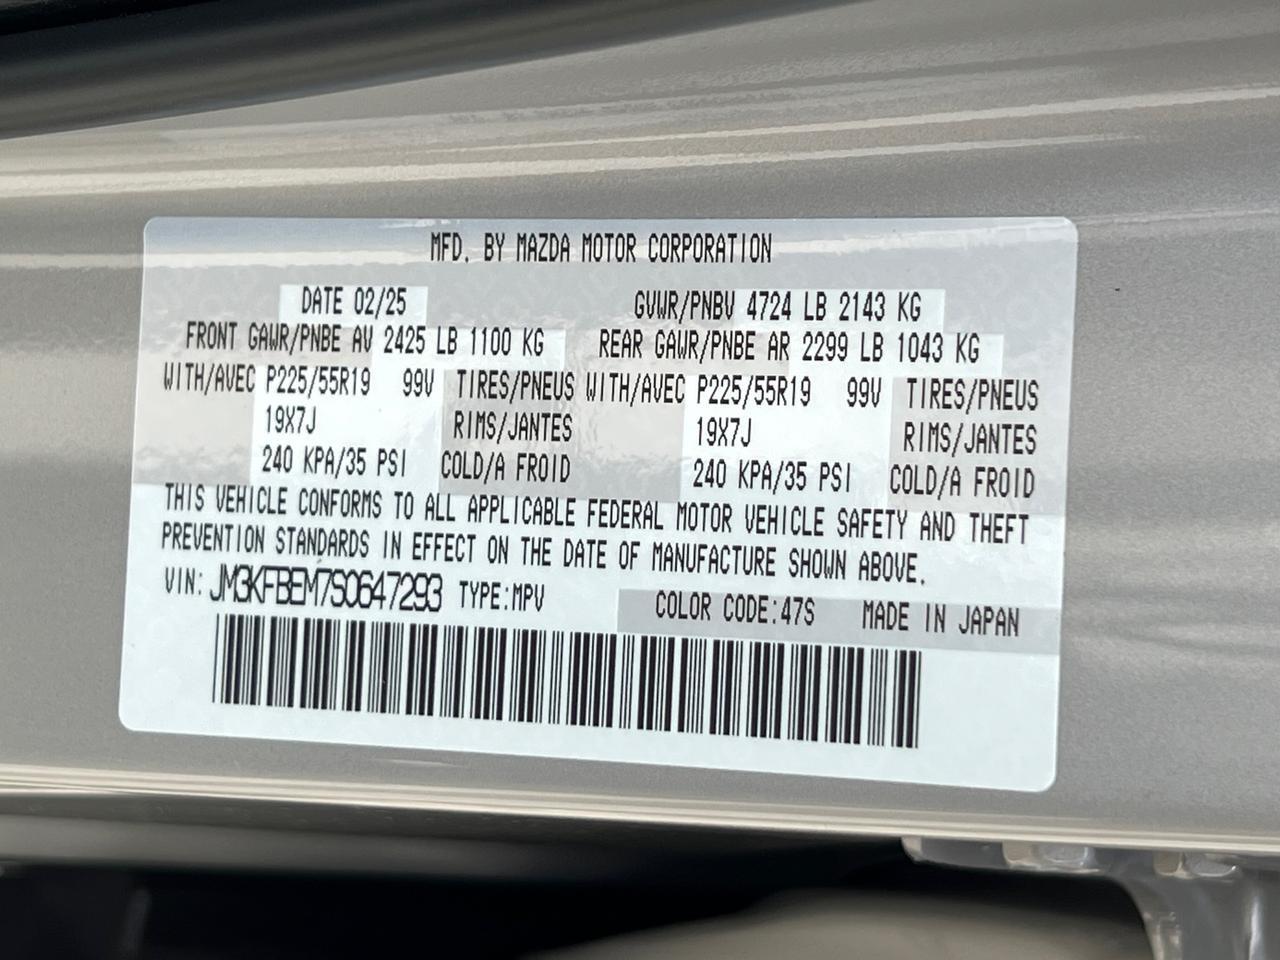 MFD. BY MAZDA MOTOR CORPORATION
DATE 02/25 GVWR/PNBV 4724 LB 2143 KG
FRONT GAWR/PNBE AV 2425 LB 1100 KG REAR GAWR/PNBE AR 2299 LB 1043 KG
WITH/AVEC P225/55R19 99V TIRES/PNEUS WITH/AVEC P225/55R19 99V TIRES/PNEUS
19X7J RIMS/JANTES 19X7J RIMS/JANTES
240 KPA/35 PSI COLD/A FROID 240 KPA/35 PSI COLD/A FROID
THIS VEHICLE CONFORMS TO ALL APPLICABLE FEDERAL MOTOR VEHICLE SAFETY AND THEFT
PREVENTION STANDARDS IN EFFECT ON THE DATE OF MANUFACTURE SHOWN ABOVE.
VIN: JM3KFBEM7S0647293 TYPE:MPV COLOR CODE:47S MADE IN JAPAN